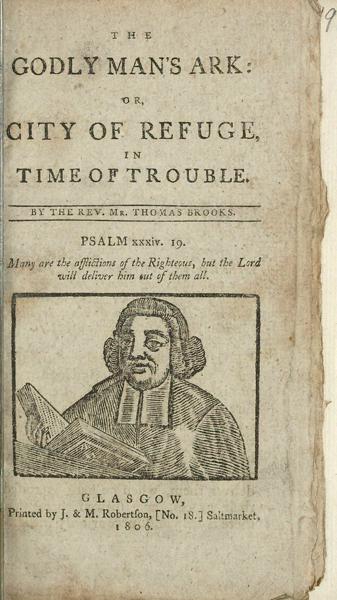 9
THE
GODLY MAN'S ARK:
OR,
CITY OF REFUGE,
IN
TIME OF TROUBLE.
BY THE REV. MR. THOMAS BROOKS.
PSALM xxxiv. 19.
Many are the afflictions of the Righteous, but the Lord
will deliver him out of them all.
GLASGOW,
Printed by J. & M. Robertſon, [No. 18.] Saltmarket,
1806.